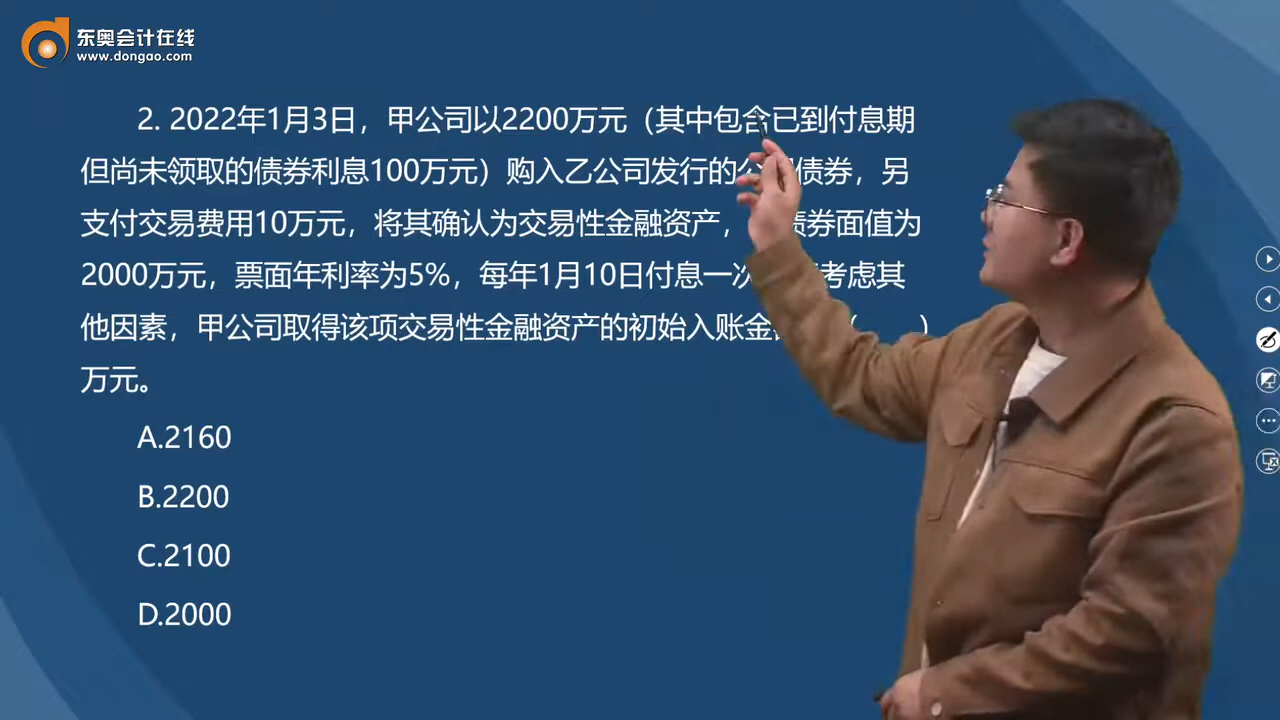 东奥会计在线
www.dongao.com
2. 2022年1月3日，甲公司以2200万元（其中包含已到付息期
但尚未领取的债券利息100万元）购入乙公司发行的公 债券，另
支付交易费用10万元，将其确认为交易性金融资产， 债券面值为
2000万元，票面年利率为5%，每年1月10日付息一次 考虑其
他因素，甲公司取得该项交易性金融资产的初始入账金 （ ）
万元。
A.2160
B.2200
C.2100
D.2000